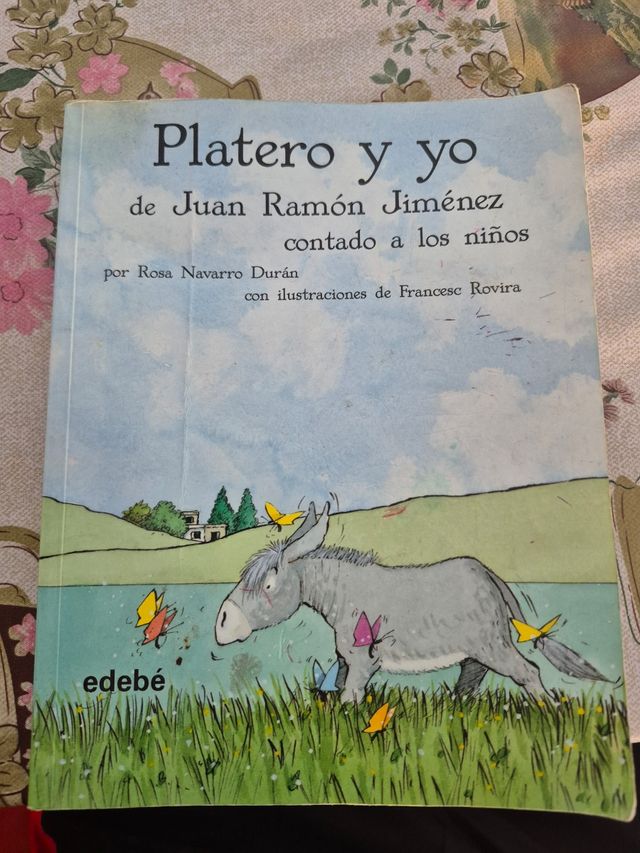 Platero y yo
de Juan Ramón Jiménez
contado a los niños
por Rosa Navarro Durán
con ilustraciones de Francesc Rovira
edebé